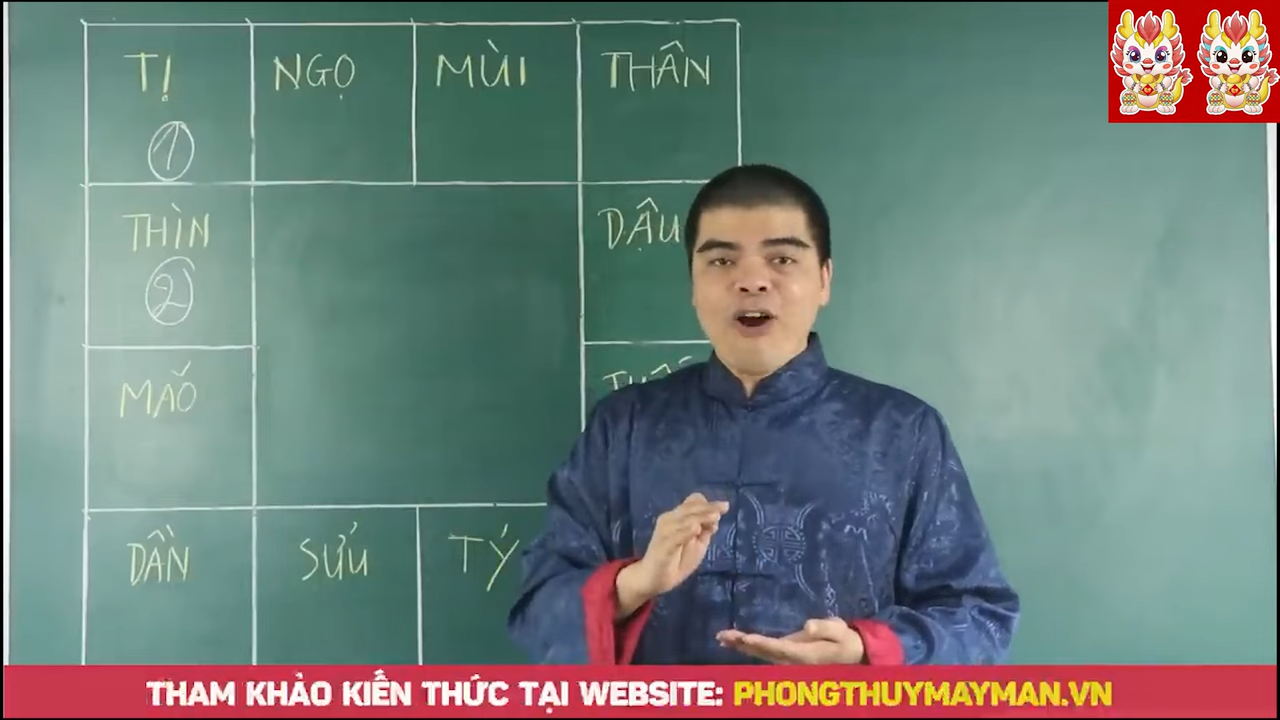 TỊ NGỌ MÙI THÂN
①
THÌN DẬU
②
MÃO
DẦN SỬU TÝ
THAM KHẢO KIẾN THỨC TẠI WEBSITE: PHONGTHUYMAYMAN.VN